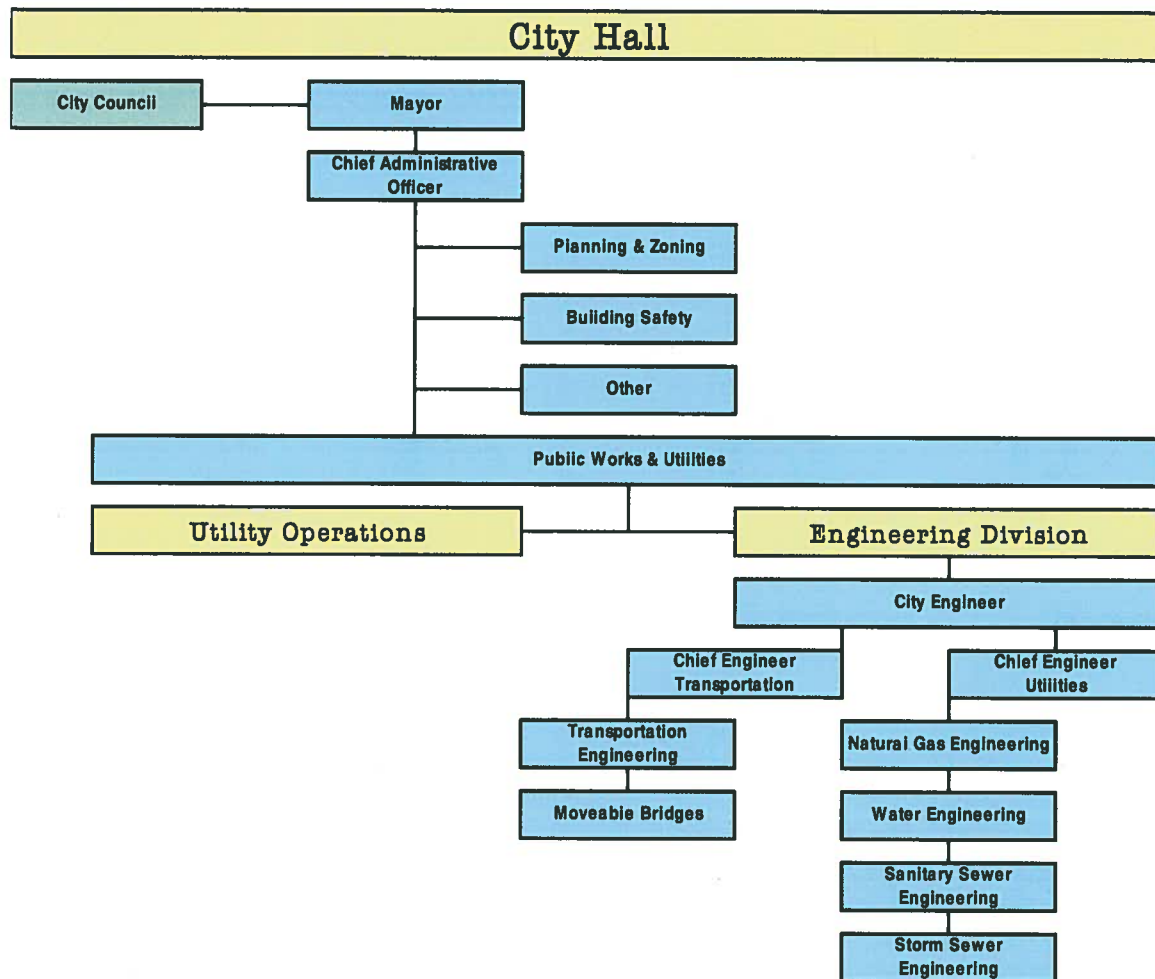 City Hall
City Council
Mayor
Chief Administrative
Officer
Planning & Zoning
Building Safety
Other
Public Works & Utilities
Utility Operations
Engineering Division
City Engineer
Chief Engineer
Transportation
Chief Engineer
Utilities
Transportation
Engineering
Natural Gas Engineering
Moveable Bridges
Water Engineering
Sanitary Sewer
Engineering
Storm Sewer
Engineering